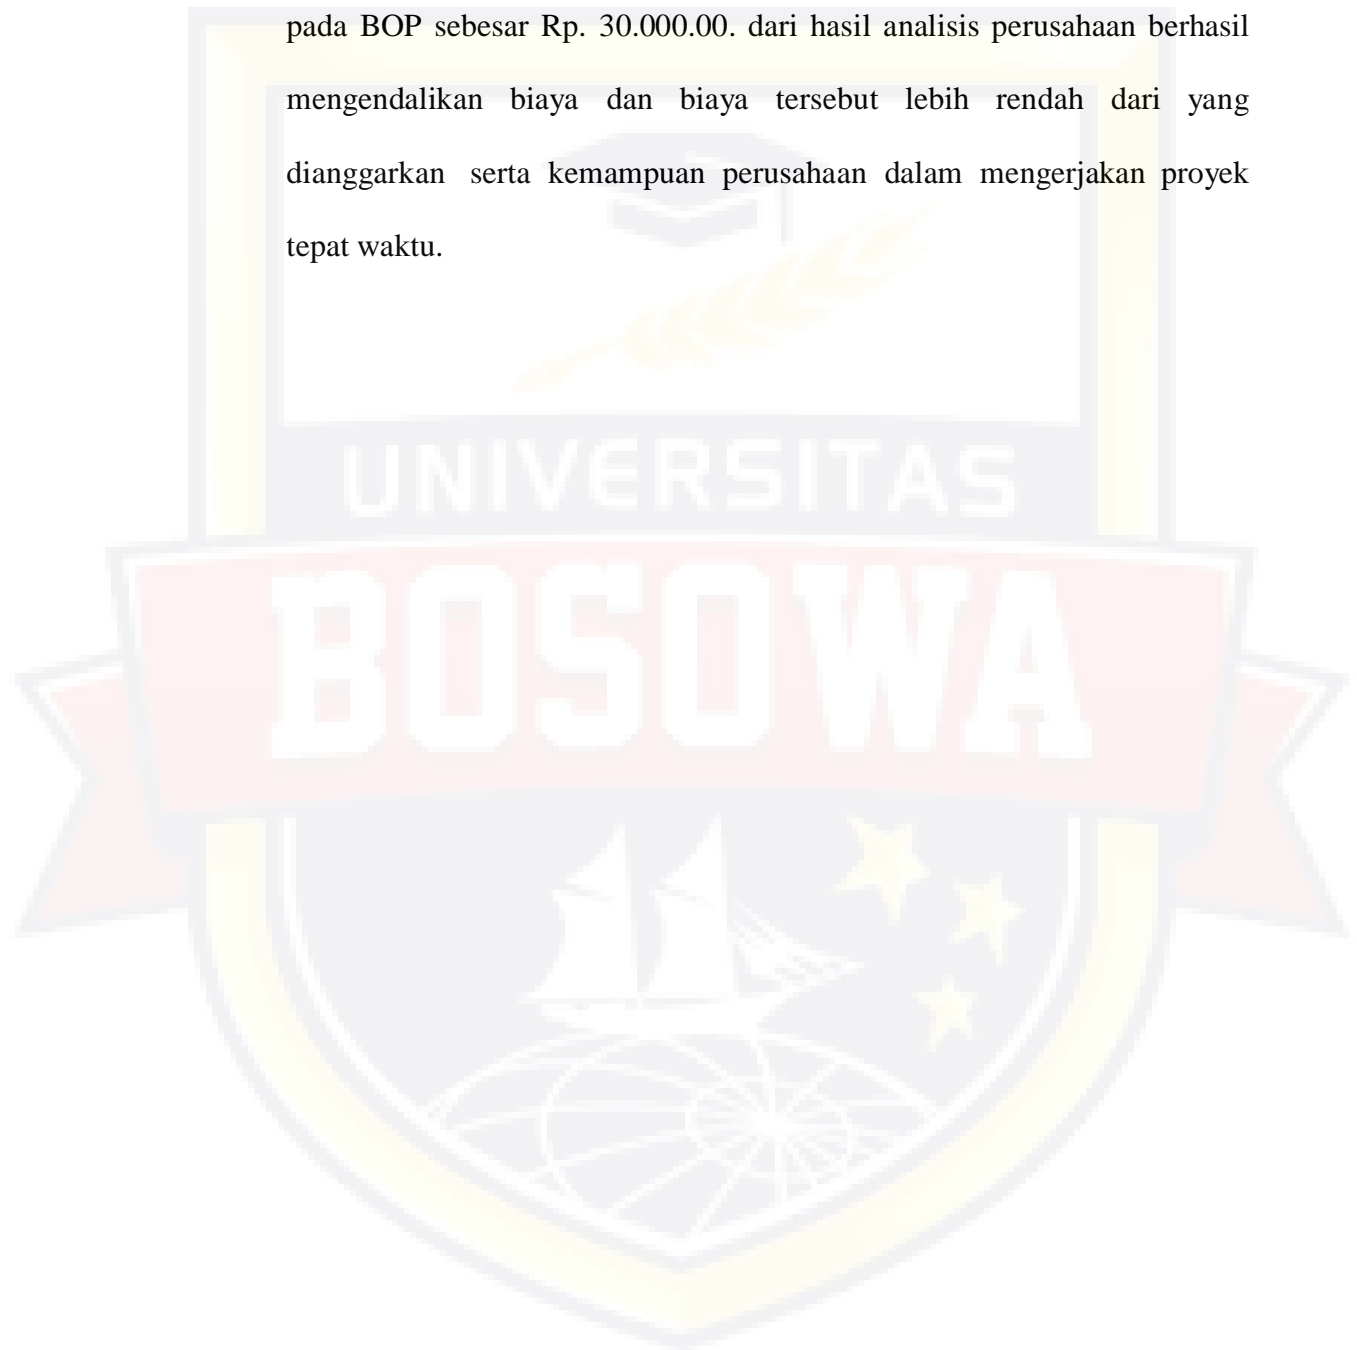 pada BOP sebesar Rp. 30.000.00. dari hasil analisis perusahaan berhasil
mengendalikan biaya dan biaya tersebut lebih rendah dari yang
dianggarkan serta kemampuan perusahaan dalam mengerjakan proyek
tepat waktu.
UNIVERSITAS
BOSOWA